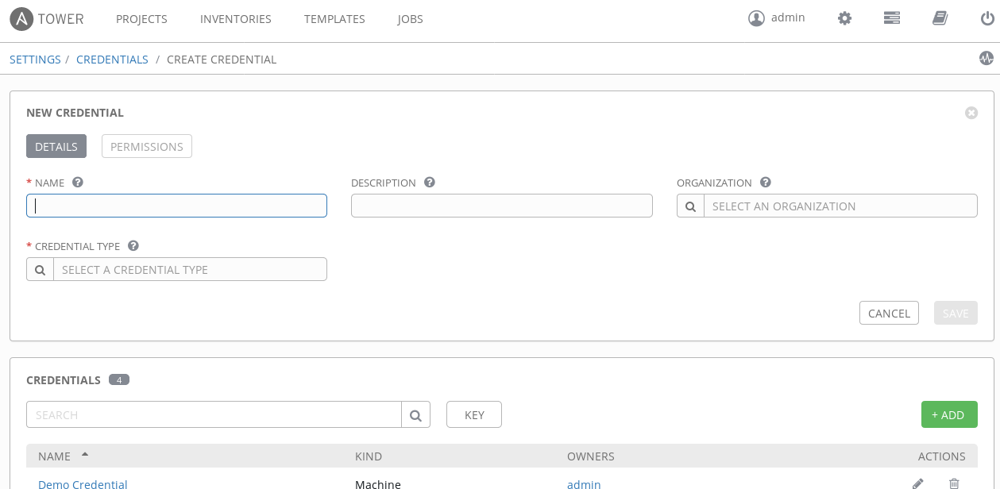 TOWER PROJECTS INVENTORIES TEMPLATES JOBS admin
SETTINGS / CREDENTIALS / CREATE CREDENTIAL
NEW CREDENTIAL
DETAILS PERMISSIONS
* NAME ? DESCRIPTION ? ORGANIZATION ?
SELECT AN ORGANIZATION
* CREDENTIAL TYPE ?
SELECT A CREDENTIAL TYPE
CANCEL SAVE
CREDENTIALS 4
SEARCH KEY + ADD
NAME KIND OWNERS ACTIONS
Demo Credential Machine admin